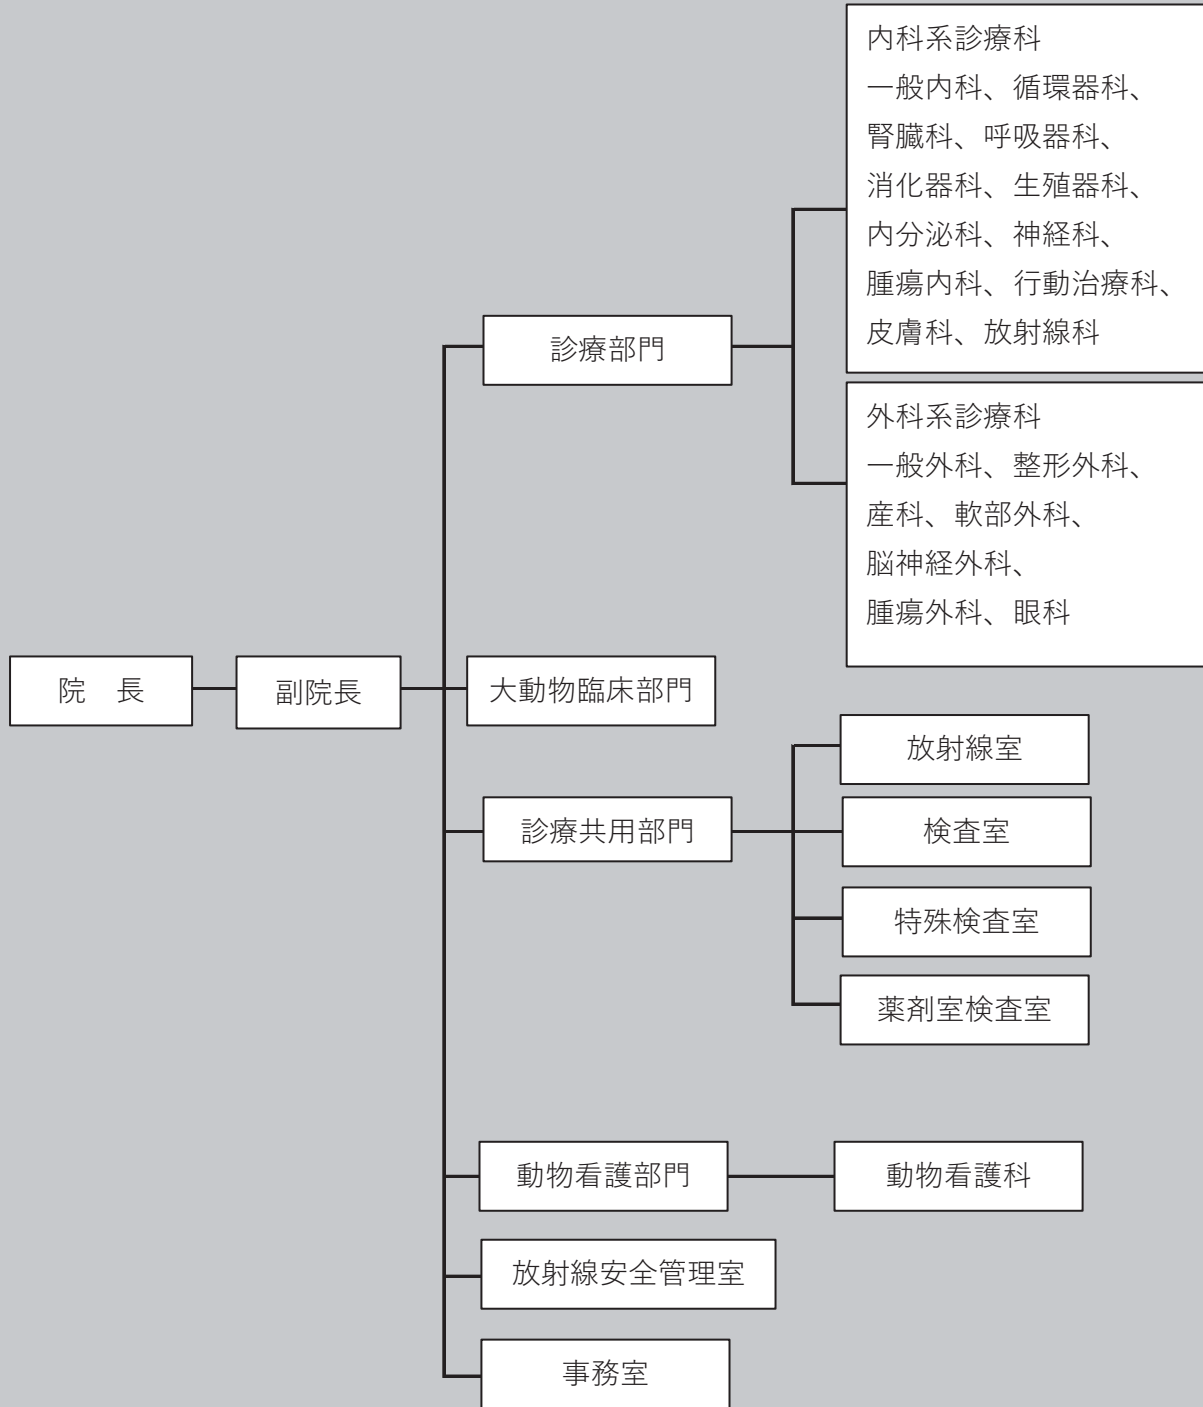 内科系診療科
一般内科、循環器科、
腎臓科、呼吸器科、
消化器科、生殖器科、
内分泌科、神経科、
腫瘍内科、行動治療科、
皮膚科、放射線科
診療部門
外科系診療科
一般外科、整形外科、
産科、軟部外科、
脳神経外科、
腫瘍外科、眼科
院　長
副院長
大動物臨床部門
放射線室
診療共用部門
検査室
特殊検査室
薬剤室検査室
動物看護部門
動物看護科
放射線安全管理室
事務室